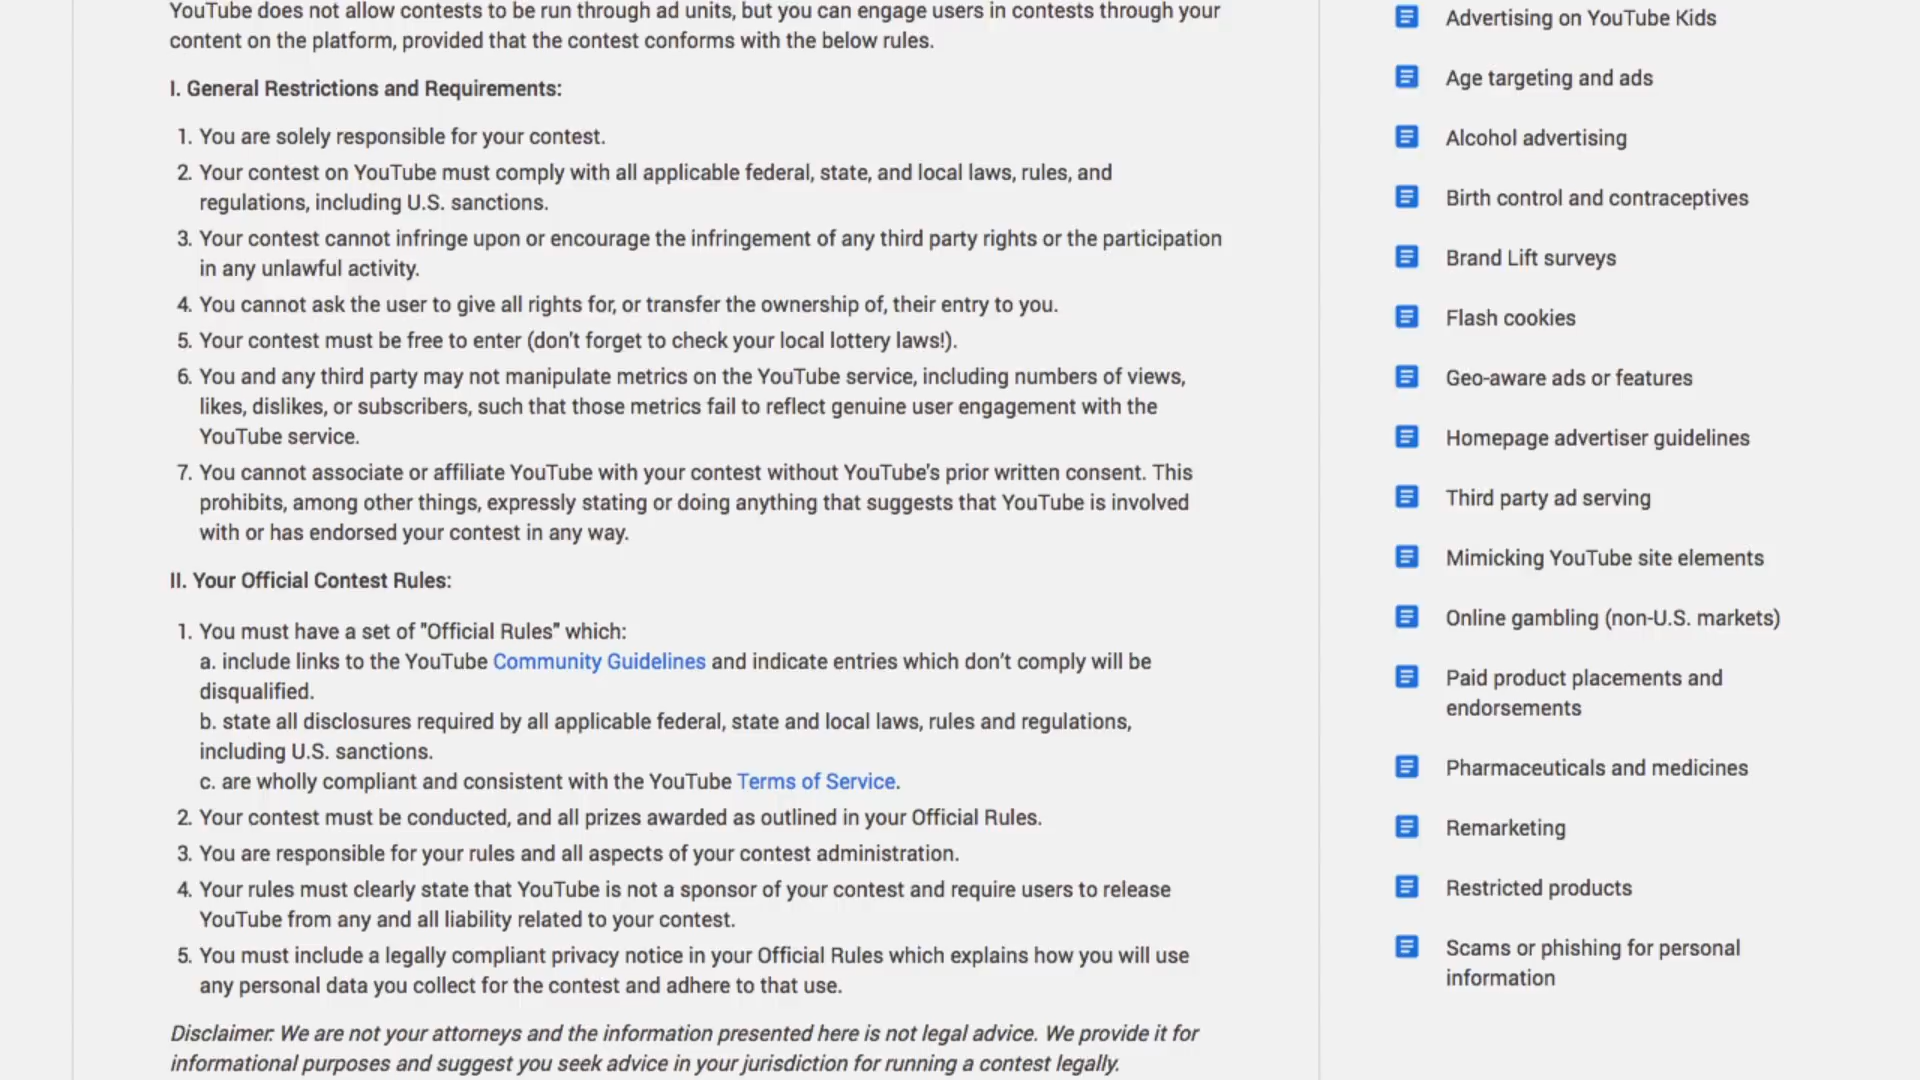 YouTube does not allow contests to be run through ad units, but you can engage users in contests through your
content on the platform, provided that the contest conforms with the below rules.
I. General Restrictions and Requirements:
1. You are solely responsible for your contest.
2. Your contest on YouTube must comply with all applicable federal, state, and local laws, rules, and
regulations, including U.S. sanctions.
3. Your contest cannot infringe upon or encourage the infringement of any third party rights or the participation
in any unlawful activity.
4. You cannot ask the user to give all rights for, or transfer the ownership of, their entry to you.
5. Your contest must be free to enter (don't forget to check your local lottery laws!).
6. You and any third party may not manipulate metrics on the YouTube service, including numbers of views,
likes, dislikes, or subscribers, such that those metrics fail to reflect genuine user engagement with the
YouTube service.
7. You cannot associate or affiliate YouTube with your contest without YouTube's prior written consent. This
prohibits, among other things, expressly stating or doing anything that suggests that YouTube is involved
with or has endorsed your contest in any way.
II. Your Official Contest Rules:
1. You must have a set of "Official Rules" which:
a. include links to the YouTube Community Guidelines and indicate entries which don't comply will be
disqualified.
b. state all disclosures required by all applicable federal, state and local laws, rules and regulations,
including U.S. sanctions.
c. are wholly compliant and consistent with the YouTube Terms of Service.
2. Your contest must be conducted, and all prizes awarded as outlined in your Official Rules.
3. You are responsible for your rules and all aspects of your contest administration.
4. Your rules must clearly state that YouTube is not a sponsor of your contest and require users to release
YouTube from any and all liability related to your contest.
5. You must include a legally compliant privacy notice in your Official Rules which explains how you will use
any personal data you collect for the contest and adhere to that use.
Disclaimer: We are not your attorneys and the information presented here is not legal advice. We provide it for
informational purposes and suggest you seek advice in your jurisdiction for running a contest legally.
Advertising on YouTube Kids
Age targeting and ads
Alcohol advertising
Birth control and contraceptives
Brand Lift surveys
Flash cookies
Geo-aware ads or features
Homepage advertiser guidelines
Third party ad serving
Mimicking YouTube site elements
Online gambling (non-U.S. markets)
Paid product placements and
endorsements
Pharmaceuticals and medicines
Remarketing
Restricted products
Scams or phishing for personal
information